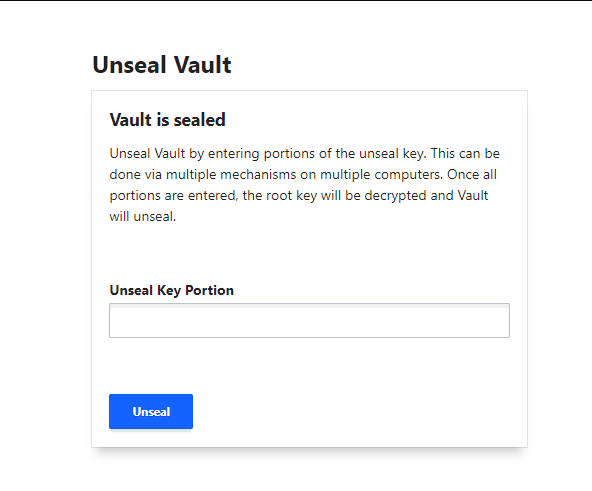 Unseal Vault
Vault is sealed
Unseal Vault by entering portions of the unseal key. This can be
done via multiple mechanisms on multiple computers. Once all
portions are entered, the root key will be decrypted and Vault
will unseal.
Unseal Key Portion
Unseal